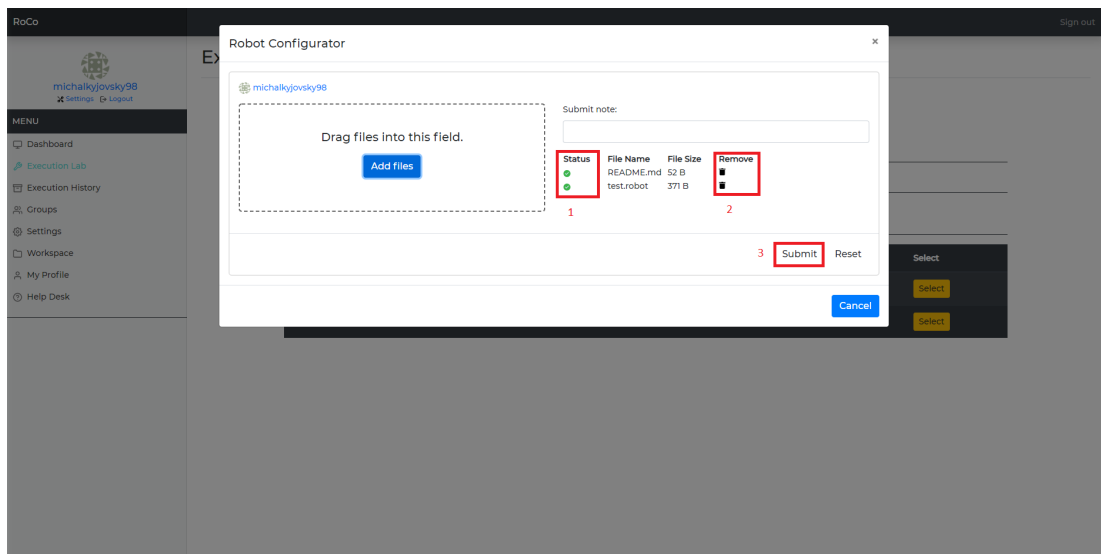 RoCo
Sign out
michalkyjovsky98
Settings Logout
MENU
Dashboard
Execution Lab
Execution History
Groups
Settings
Workspace
My Profile
Help Desk
Ex
Robot Configurator
×
michalkyjovsky98
Drag files into this field.
Add files
Submit note:
Status File Name File Size Remove
README.md 52 B
test.robot 371 B
1 2
3 Submit Reset
Cancel
Select
Select
Select